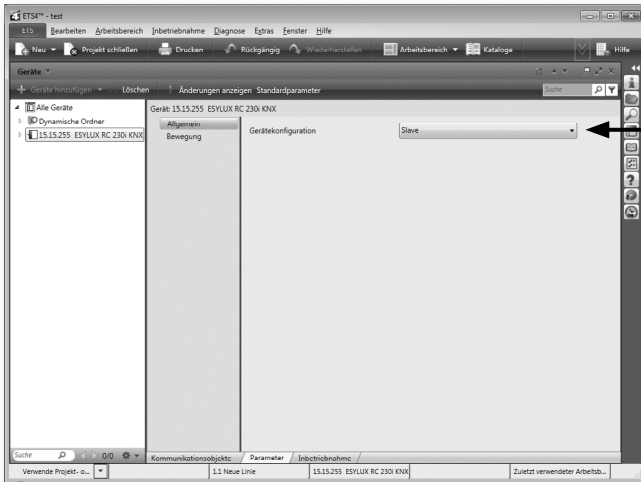 ETS4™ - test
ETS Bearbeiten Arbeitsbereich Inbetriebnahme Diagnose Extras Fenster Hilfe
Neu Projekt schließen Drucken Rückgängig Wiederherstellen Arbeitsbereich Kataloge Hilfe
Geräte
Geräte hinzufügen Löschen Änderungen anzeigen Standardparameter Suche
Alle Geräte
Dynamische Ordner
15.15.255 ESYLUX RC 230i KNX
Gerät: 15.15.255 ESYLUX RC 230i KNX
Allgemein
Bewegung
Gerätekonfiguration Slave
Suche 0/0
Kommunikationsobjekte Parameter Inbetriebnahme
Verwende Projekt- o... 1.1 Neue Linie 15.15.255 ESYLUX RC 230i KNX Zuletzt verwendeter Arbeitsb...